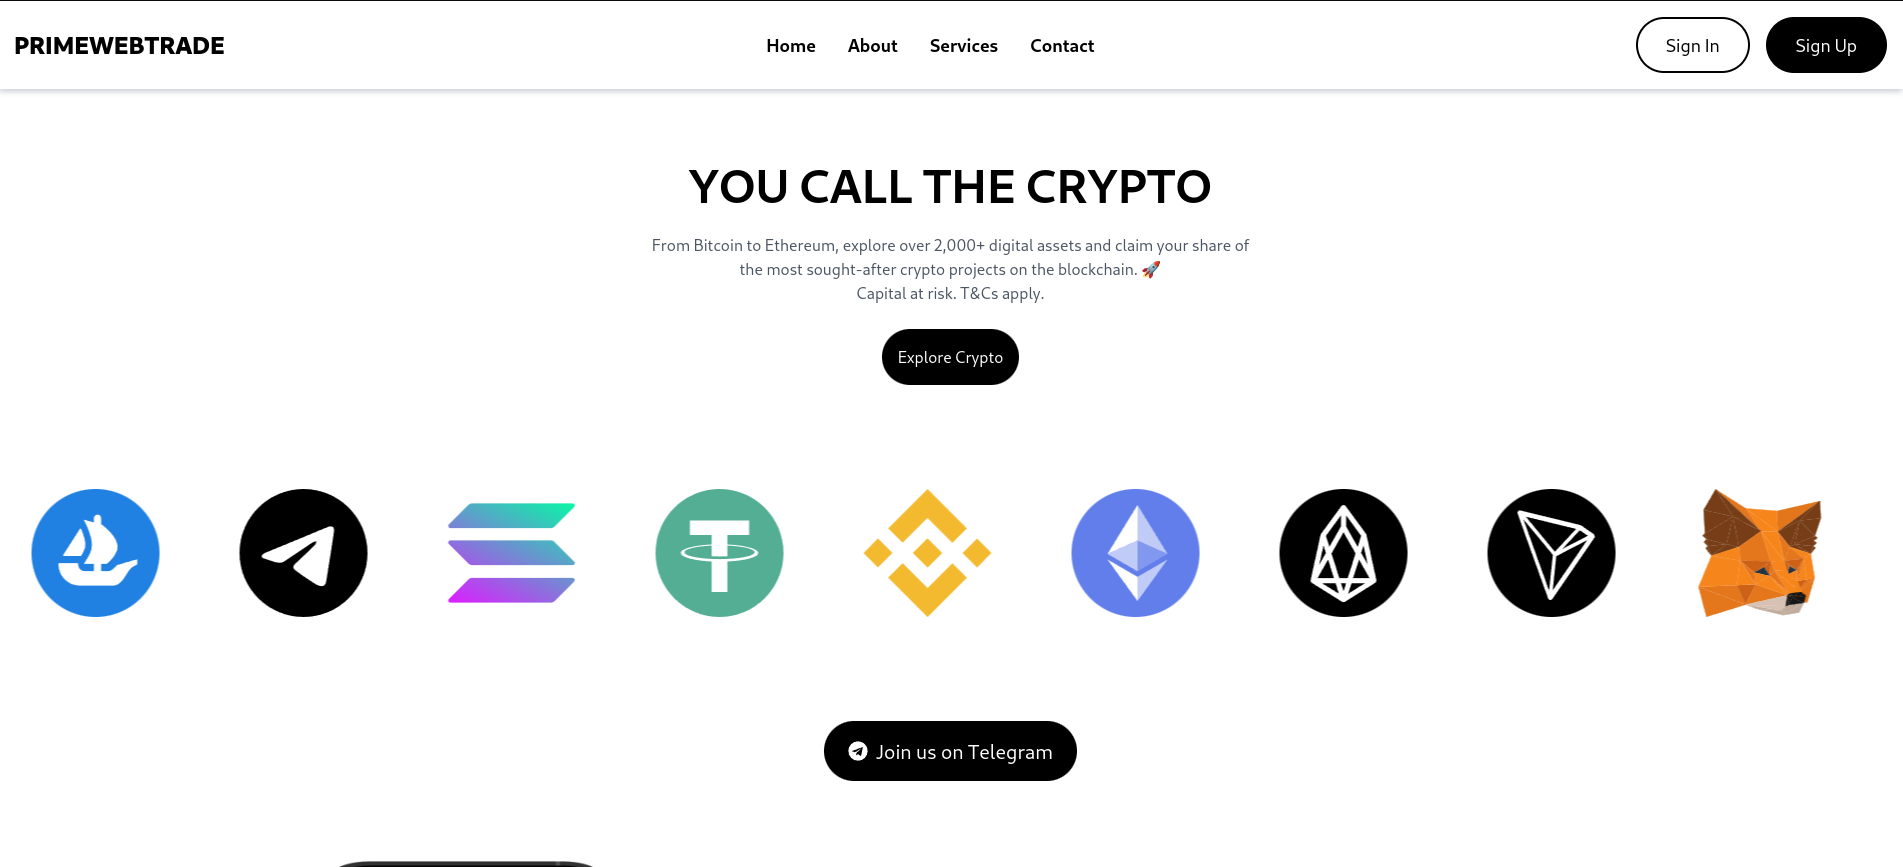 PRIMEWEBTRADE
Home About Services Contact
Sign In Sign Up
YOU CALL THE CRYPTO
From Bitcoin to Ethereum, explore over 2,000+ digital assets and claim your share of
the most sought-after crypto projects on the blockchain. 🚀
Capital at risk. T&Cs apply.
Explore Crypto
Join us on Telegram